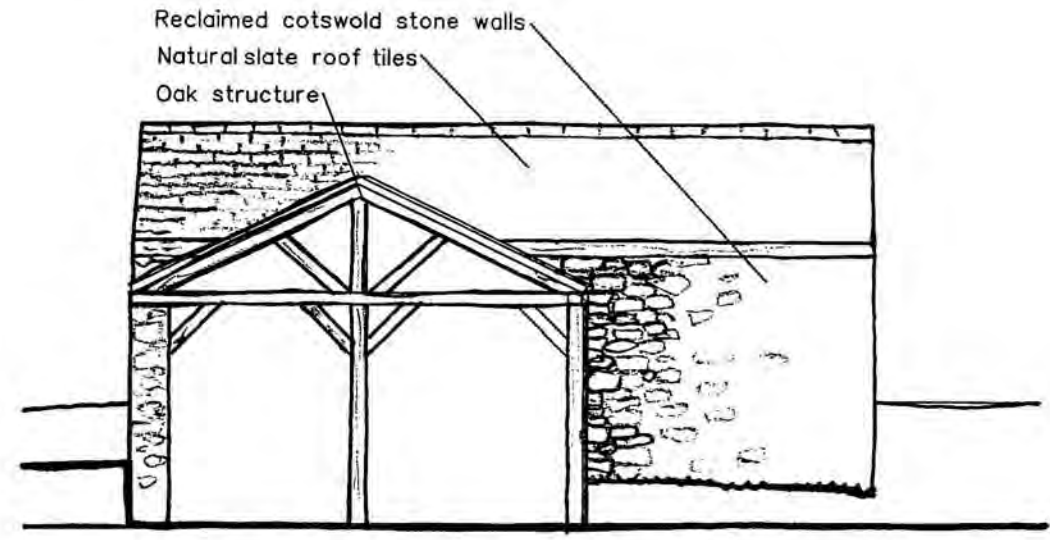 Reclaimed cotswold stone walls
Natural slate roof tiles
Oak structure